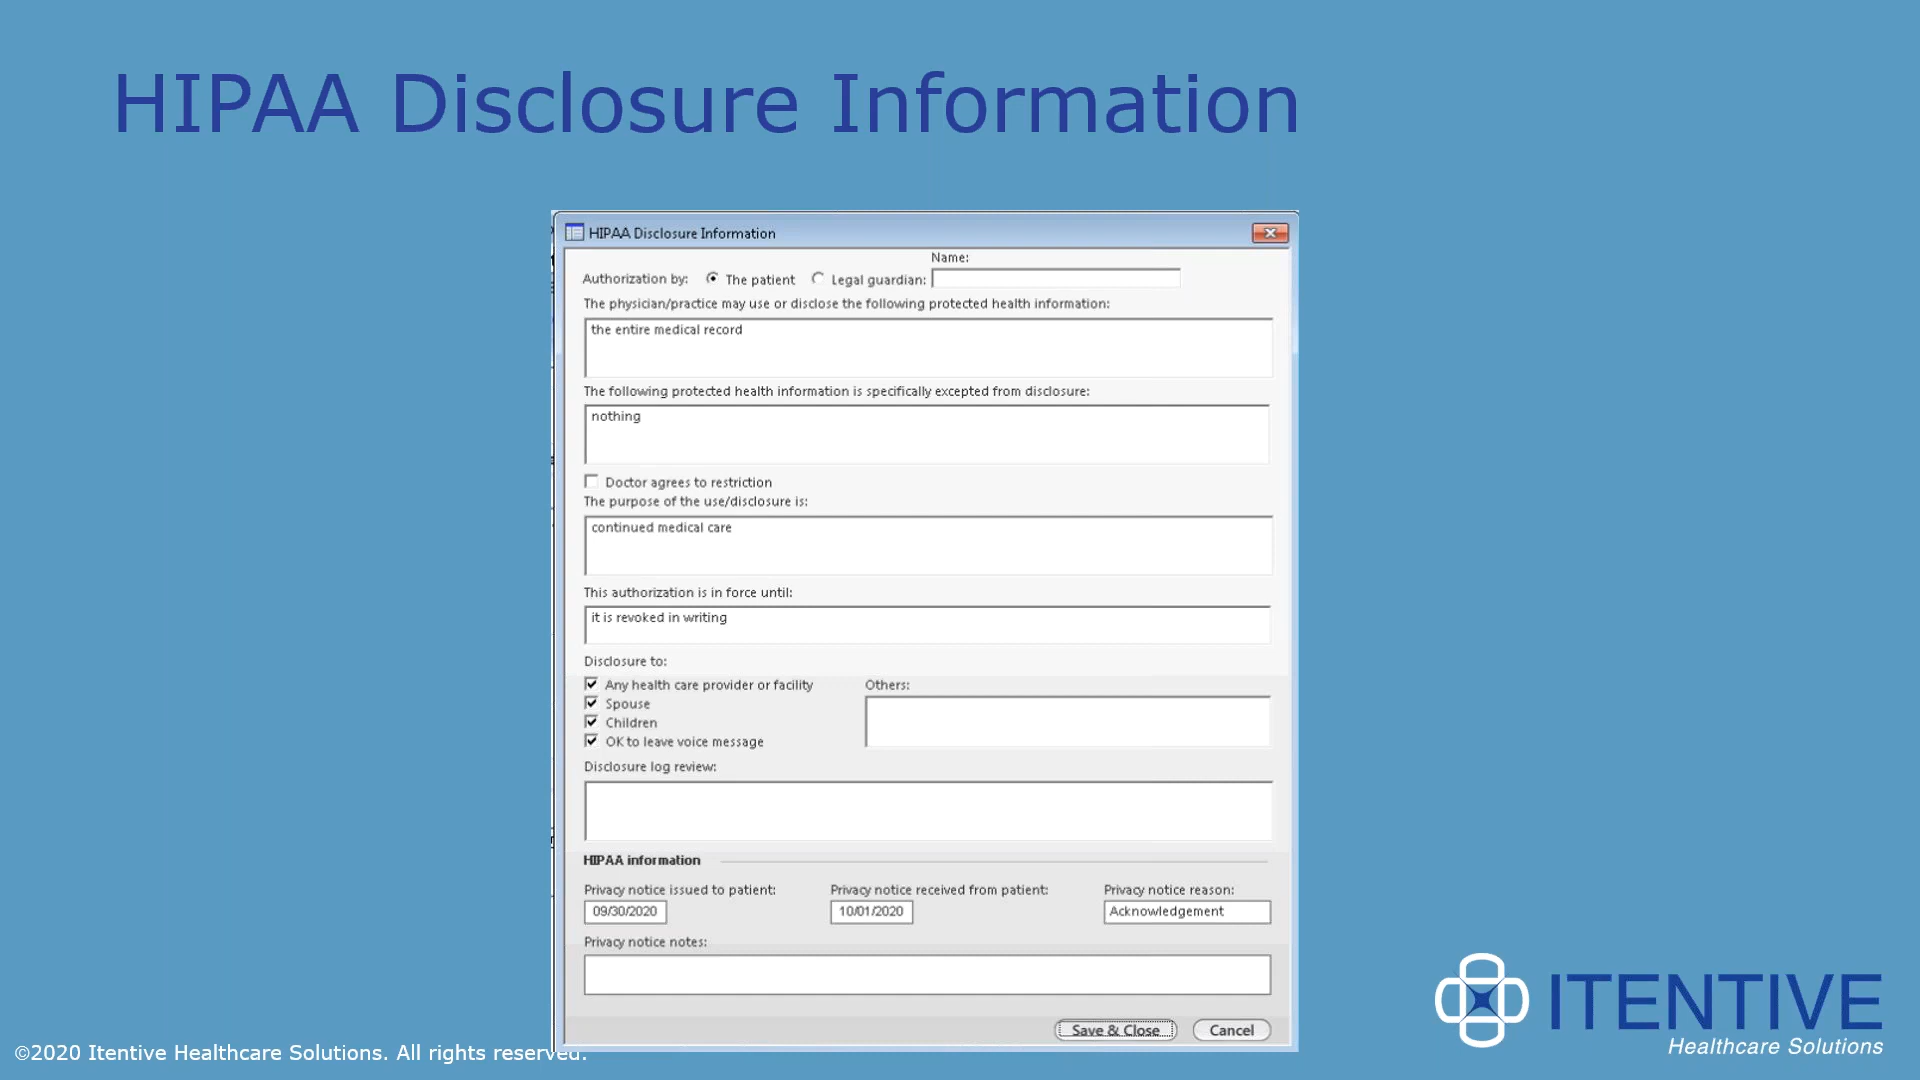 HIPAA Disclosure Information
HIPAA Disclosure Information
Name:
Authorization by: The patient Legal guardian:
The physician/practice may use or disclose the following protected health information:
the entire medical record
The following protected health information is specifically excepted from disclosure:
nothing
Doctor agrees to restriction
The purpose of the use/disclosure is:
continued medical care
This authorization is in force until:
it is revoked in writing
Disclosure to:
Any health care provider or facility Others:
Spouse
Children
OK to leave voice message
Disclosure log review:
HIPAA information
Privacy notice issued to patient: Privacy notice received from patient: Privacy notice reason:
09/30/2020 10/01/2020 Acknowledgement
Privacy notice notes:
Save & Close Cancel
ITENTIVE
Healthcare Solutions
©2020 Itentive Healthcare Solutions. All rights reserved.